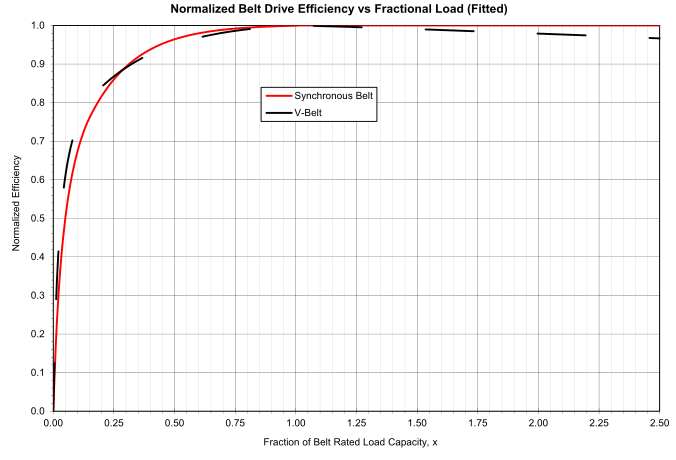 Normalized Belt Drive Efficiency vs Fractional Load (Fitted)
1.0
0.9
0.8
0.7
0.6
0.5
0.4
0.3
0.2
0.1
0.0
Normalized Efficiency
Synchronous Belt
V-Belt
0.00 0.25 0.50 0.75 1.00 1.25 1.50 1.75 2.00 2.25 2.50
Fraction of Belt Rated Load Capacity, x